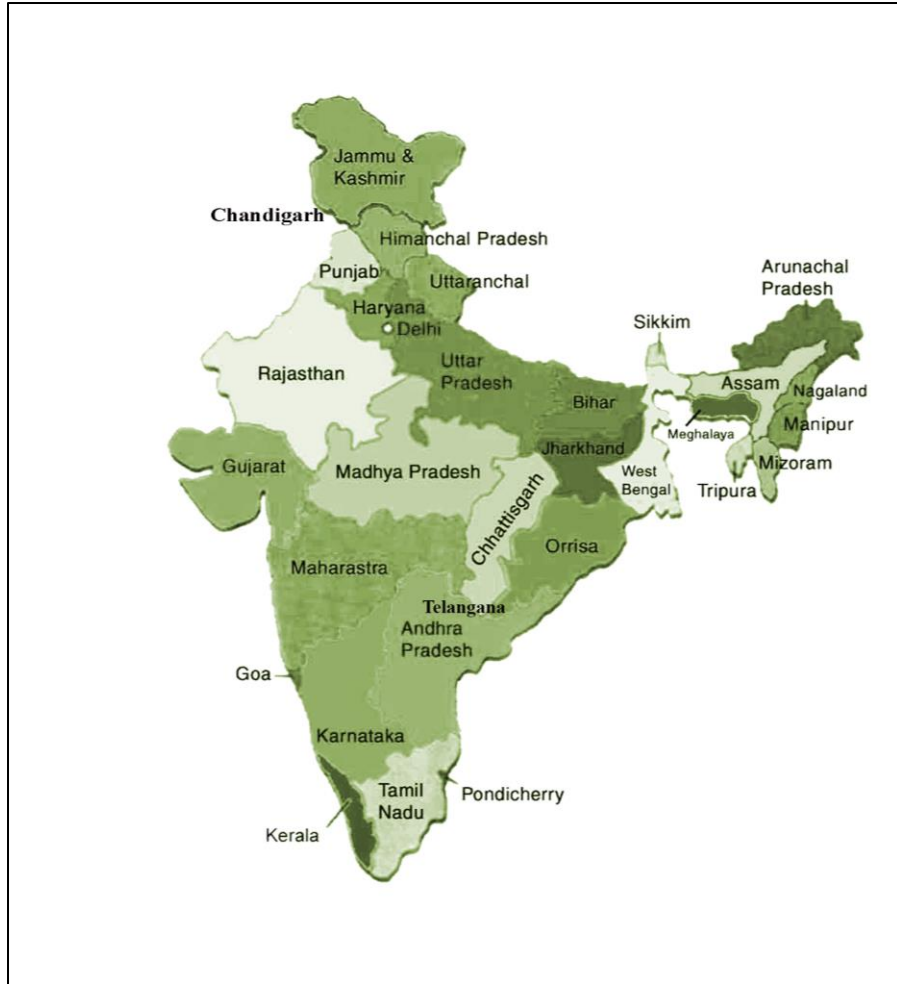 Jammu &
Kashmir
Chandigarh
Himanchal Pradesh
Punjab
Uttaranchal
Haryana
Delhi
Arunachal
Pradesh
Sikkim
Rajasthan
Uttar
Pradesh
Assam
Nagaland
Bihar
Meghalaya
Manipur
Jharkhand
Gujarat
Madhya Pradesh
West
Bengal
Mizoram
Tripura
Chhattisgarh
Orrisa
Maharastra
Telangana
Andhra
Pradesh
Goa
Karnataka
Tamil
Nadu
Pondicherry
Kerala